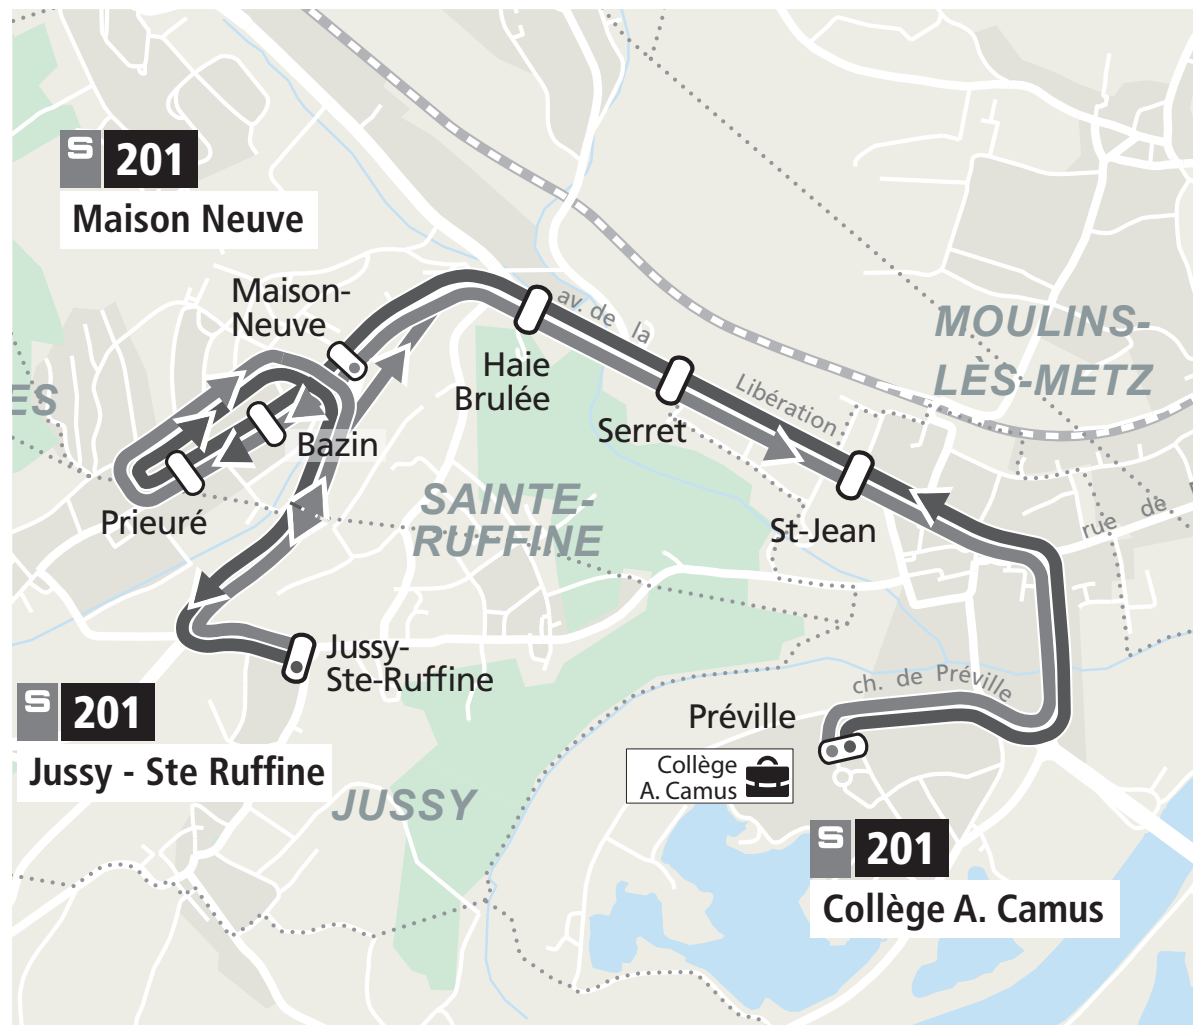 S 201
Maison Neuve
Maison-
Neuve
av. de la
Libération
MOULINS-
LÈS-METZ
Haie
Brulée
ES
Serret
Bazin
SAINTE-
RUFFINE
Prieuré
St-Jean
rue de
Jussy-
Ste-Ruffine
ch. de Préville
S 201
Jussy - Ste Ruffine
Préville
Collège
A. Camus
JUSSY
S 201
Collège A. Camus